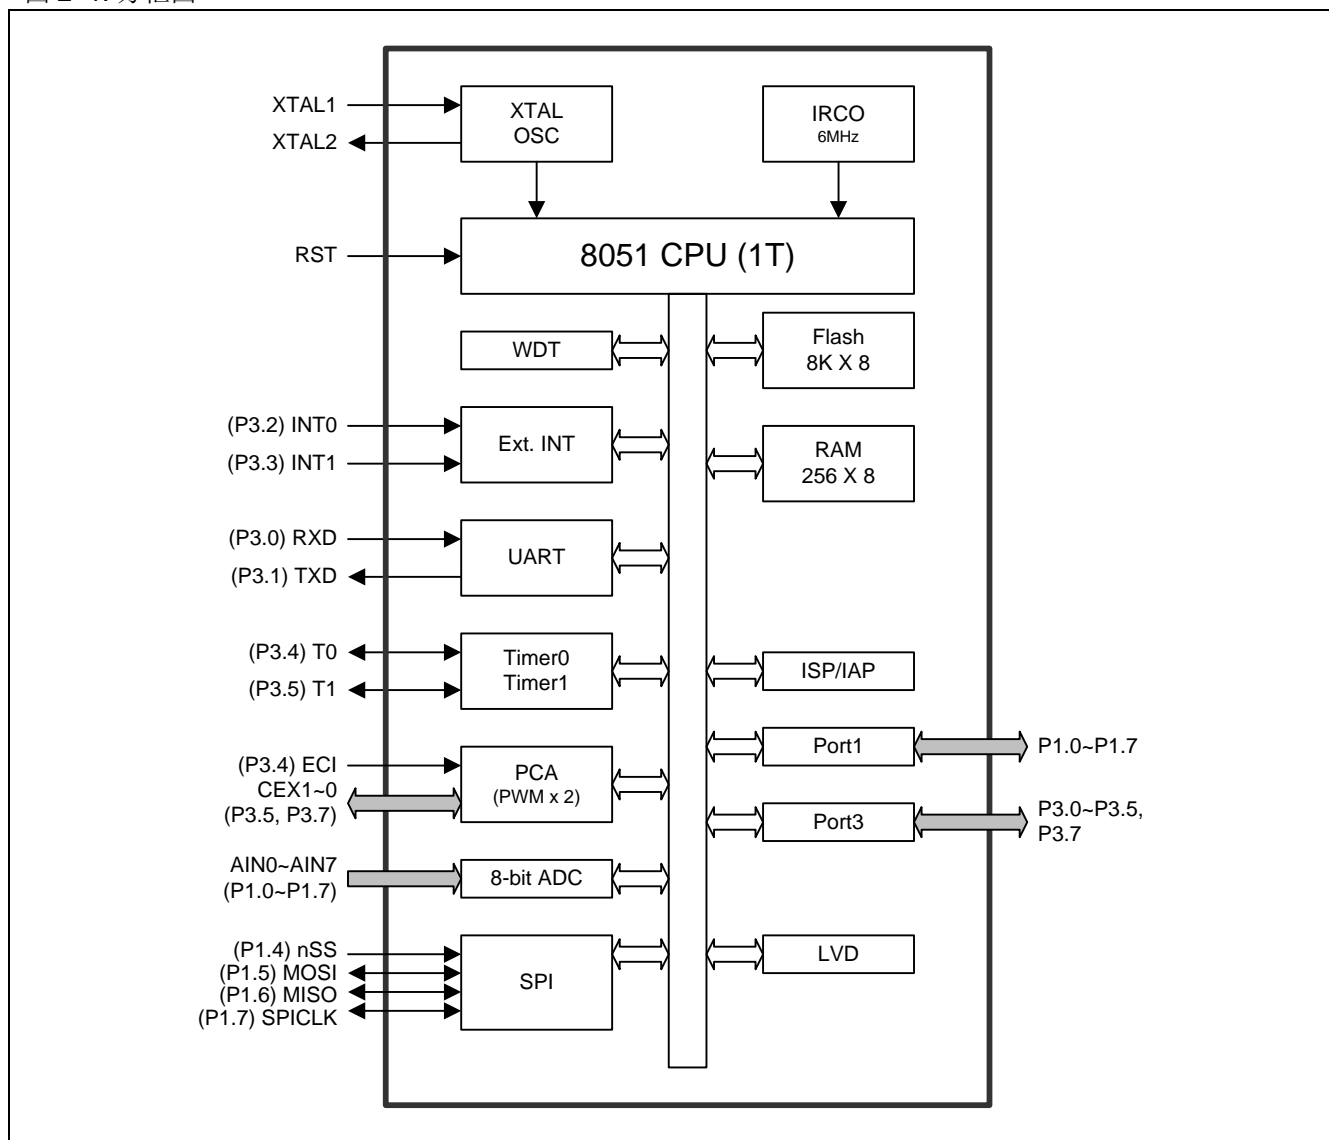 XTAL1
XTAL2
XTAL
OSC
IRCO
6MHz
RST
8051 CPU (1T)
WDT
Flash
8K X 8
(P3.2) INT0
(P3.3) INT1
Ext. INT
RAM
256 X 8
(P3.0) RXD
(P3.1) TXD
UART
(P3.4) T0
(P3.5) T1
Timer0
Timer1
ISP/IAP
Port1
P1.0~P1.7
(P3.4) ECI
CEX1~0
(P3.5, P3.7)
PCA
(PWM x 2)
Port3
P3.0~P3.5,
P3.7
AIN0~AIN7
(P1.0~P1.7)
8-bit ADC
(P1.4) nSS
(P1.5) MOSI
(P1.6) MISO
(P1.7) SPICLK
SPI
LVD